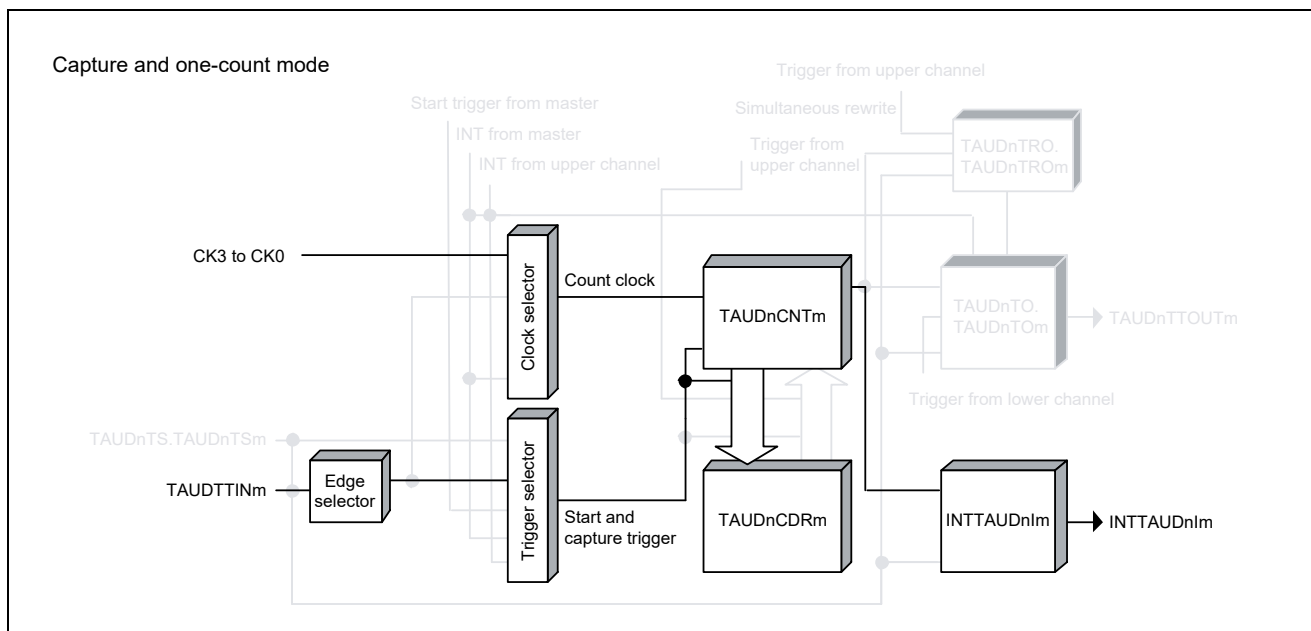 Capture and one-count mode
Trigger from upper channel
Start trigger from master
Simultaneous rewrite
INT from master
Trigger from
upper channel
INT from upper channel
TAUDnTRO.
TAUDnTROm
CK3 to CK0
Clock selector
Count clock
TAUDnCNTm
TAUDnTO.
TAUDnTOm
TAUDnTTOUTm
Trigger from lower channel
TAUDnTS.TAUDnTSm
TAUDTTINm
Edge
selector
Trigger selector
Start and
capture trigger
TAUDnCDRm
INTTAUDnIm
INTTAUDnIm